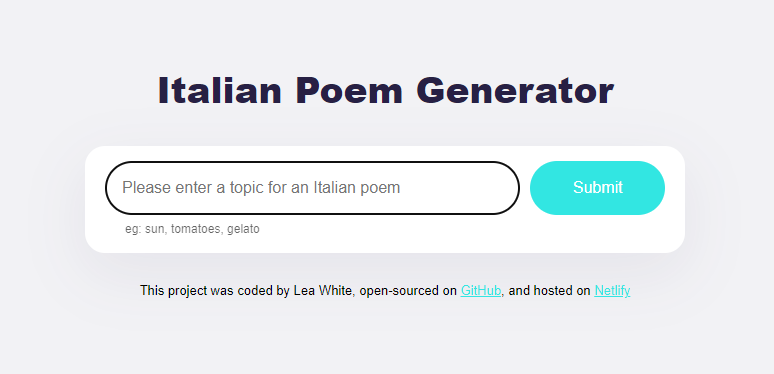 Italian Poem Generator
Please enter a topic for an Italian poem
Submit
eg: sun, tomatoes, gelato
This project was coded by Lea White, open-sourced on GitHub, and hosted on Netlify